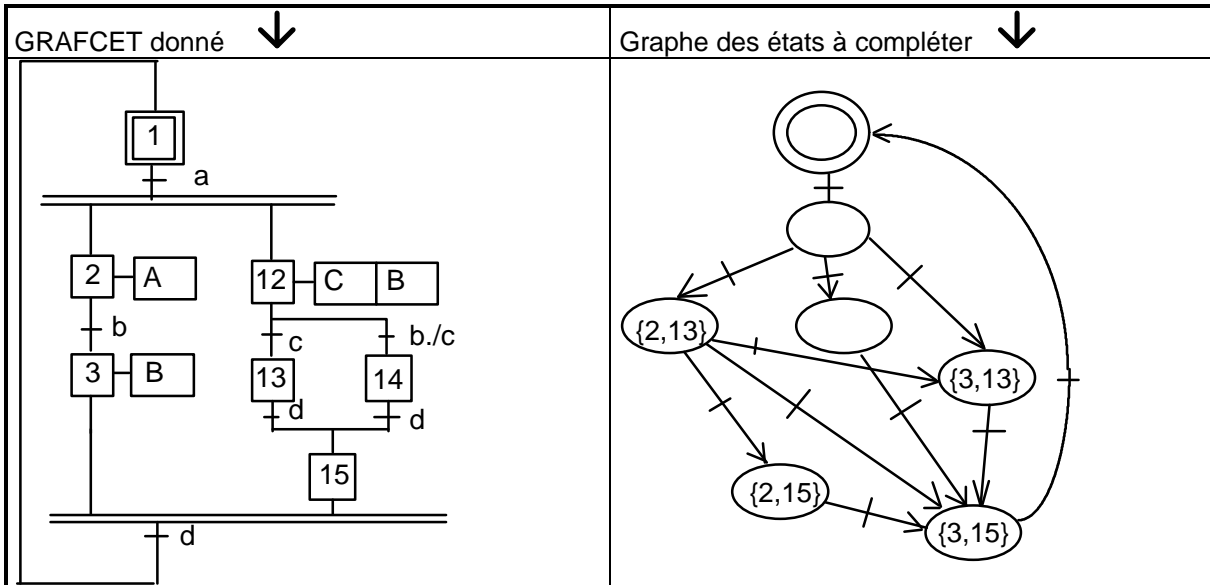 GRAFCET donné
Graphe des états à compléter
1
a
2
A
12
C
B
b
c
b./c
3
B
13
14
d
d
15
d
{2,13}
{3,13}
{2,15}
{3,15}